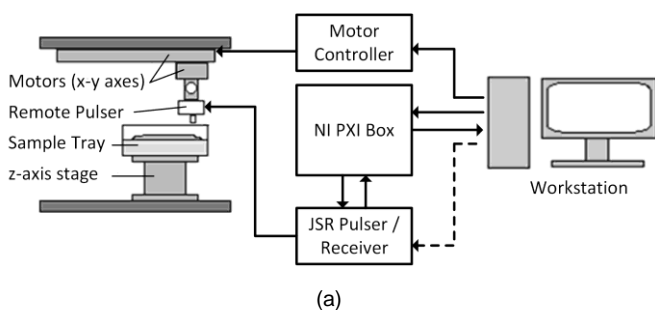 Motors (x-y axes)
Remote Pulser
Sample Tray
z-axis stage
Motor
Controller
NI PXI Box
JSR Pulser /
Receiver
Workstation
(a)